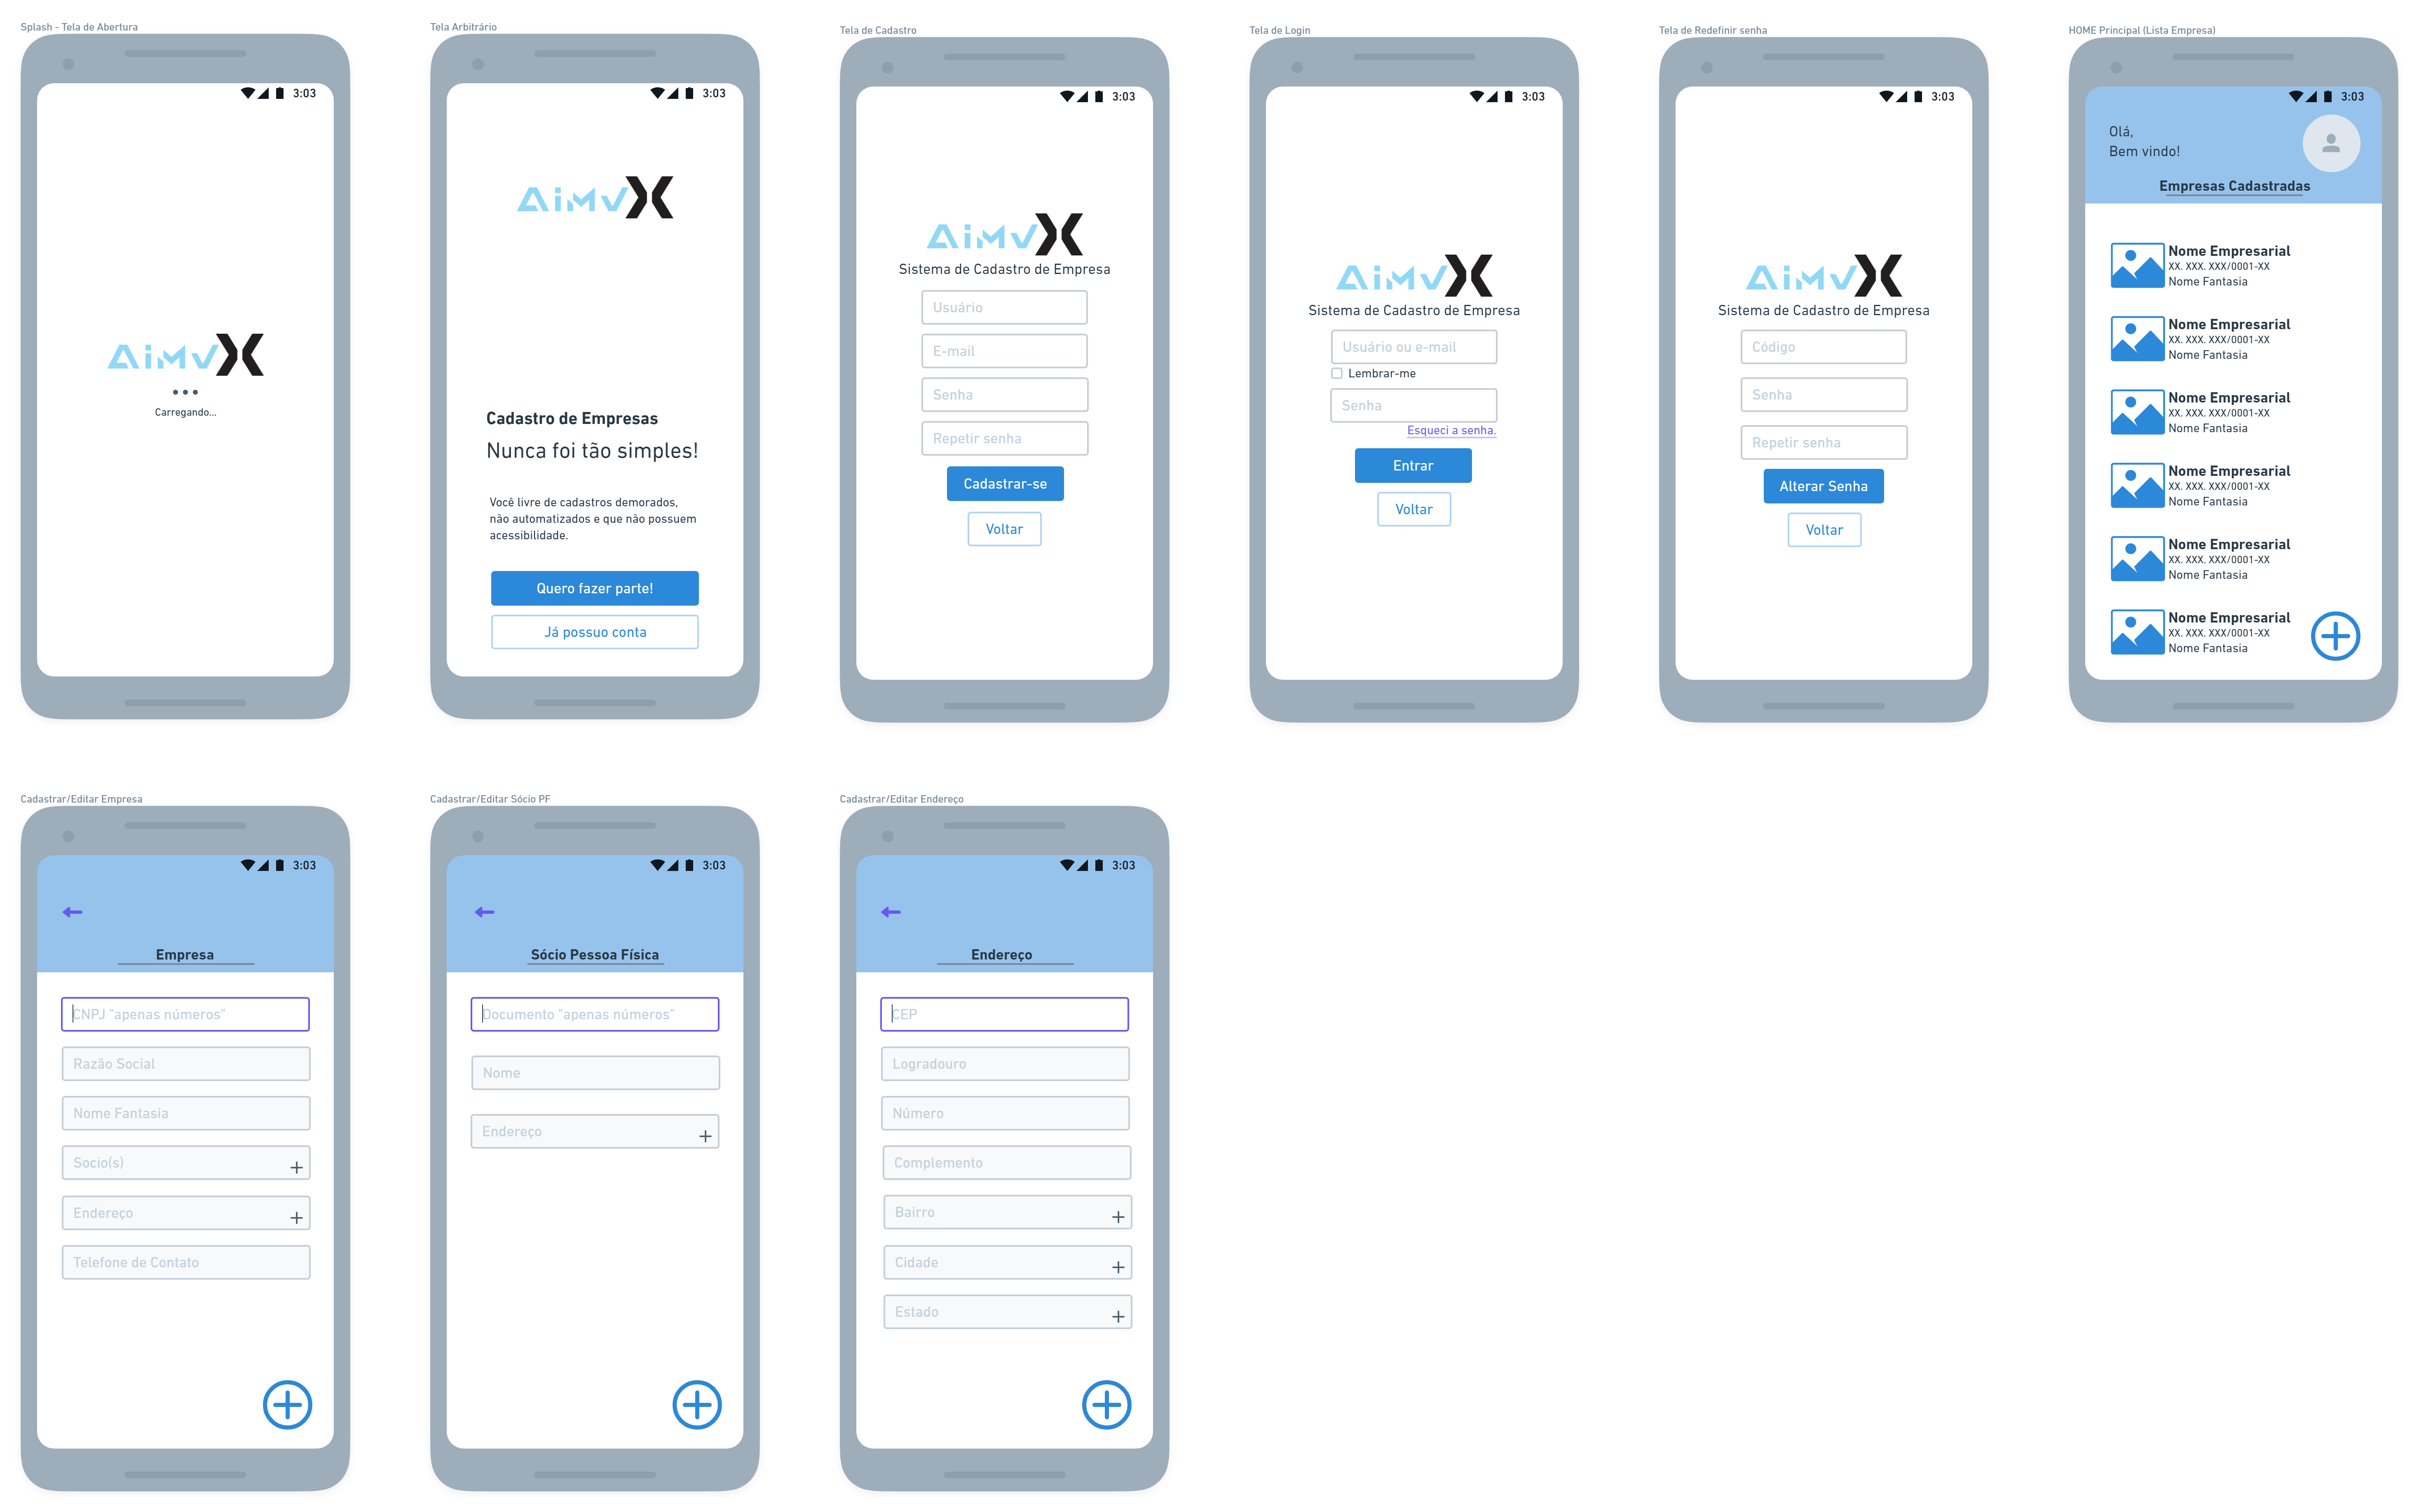 Splash - Tela de Abertura
3:03
AiMvX
Carregando...
Tela Arbitrário
3:03
AiMvX
Cadastro de Empresas
Nunca foi tão simples!
Você livre de cadastros demorados,
não automatizados e que não possuem
acessibilidade.
Quero fazer parte!
Já possuo conta
Tela de Cadastro
3:03
AiMvX
Sistema de Cadastro de Empresa
Usuário
E-mail
Senha
Repetir senha
Cadastrar-se
Voltar
Tela de Login
3:03
AiMvX
Sistema de Cadastro de Empresa
Usuário ou e-mail
Lembrar-me
Senha
Esqueci a senha.
Entrar
Voltar
Tela de Redefinir senha
3:03
AiMvX
Sistema de Cadastro de Empresa
Código
Senha
Repetir senha
Alterar Senha
Voltar
HOME Principal (Lista Empresa)
3:03
Olá,
Bem vindo!
Empresas Cadastradas
Nome Empresarial
XX. XXX. XXX/0001-XX
Nome Fantasia
Nome Empresarial
XX. XXX. XXX/0001-XX
Nome Fantasia
Nome Empresarial
XX. XXX. XXX/0001-XX
Nome Fantasia
Nome Empresarial
XX. XXX. XXX/0001-XX
Nome Fantasia
Nome Empresarial
XX. XXX. XXX/0001-XX
Nome Fantasia
Nome Empresarial
XX. XXX. XXX/0001-XX
Nome Fantasia
Cadastrar/Editar Empresa
3:03
Empresa
CNPJ "apenas números"
Razão Social
Nome Fantasia
Socio(s)
Endereço
Telefone de Contato
Cadastrar/Editar Sócio PF
3:03
Sócio Pessoa Física
Documento "apenas números"
Nome
Endereço
Cadastrar/Editar Endereço
3:03
Endereço
CEP
Logradouro
Número
Complemento
Bairro
Cidade
Estado